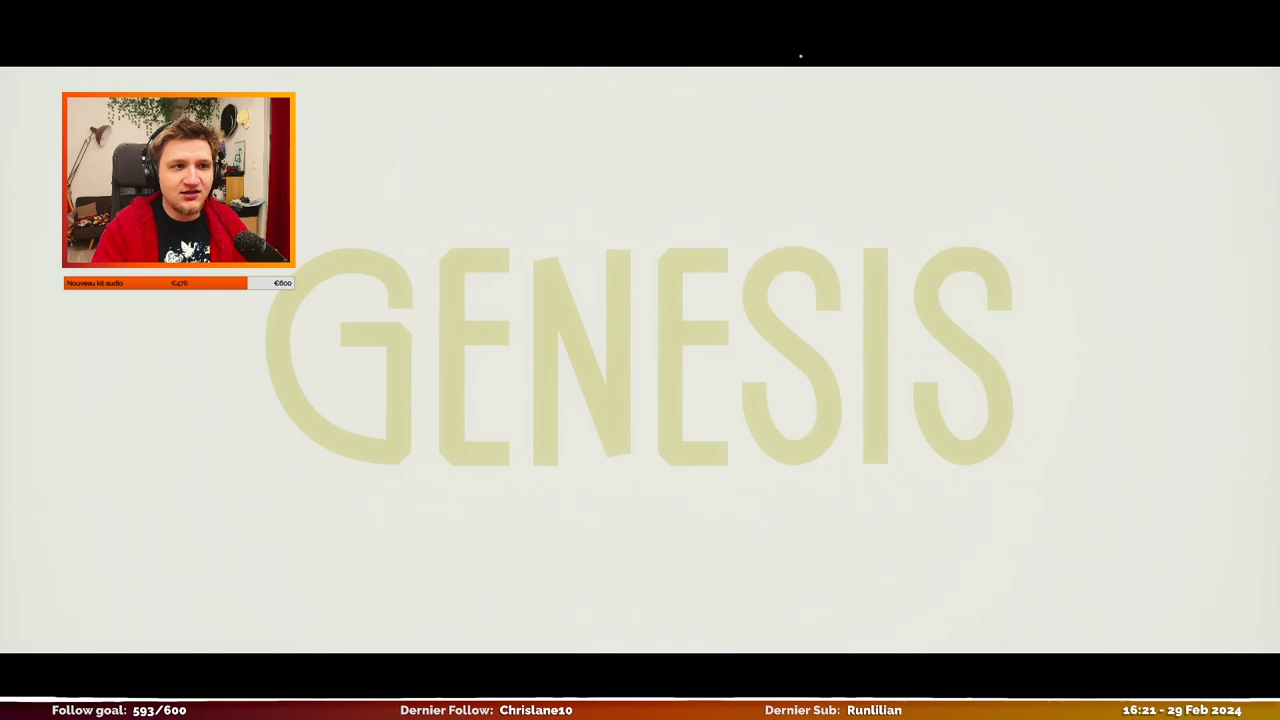 Nouveau kit audio €476 €600
GENESIS
Follow goal: 593/600 Dernier Follow: Chrislane10 Dernier Sub: Runlilian 16:21 - 29 Feb 2024